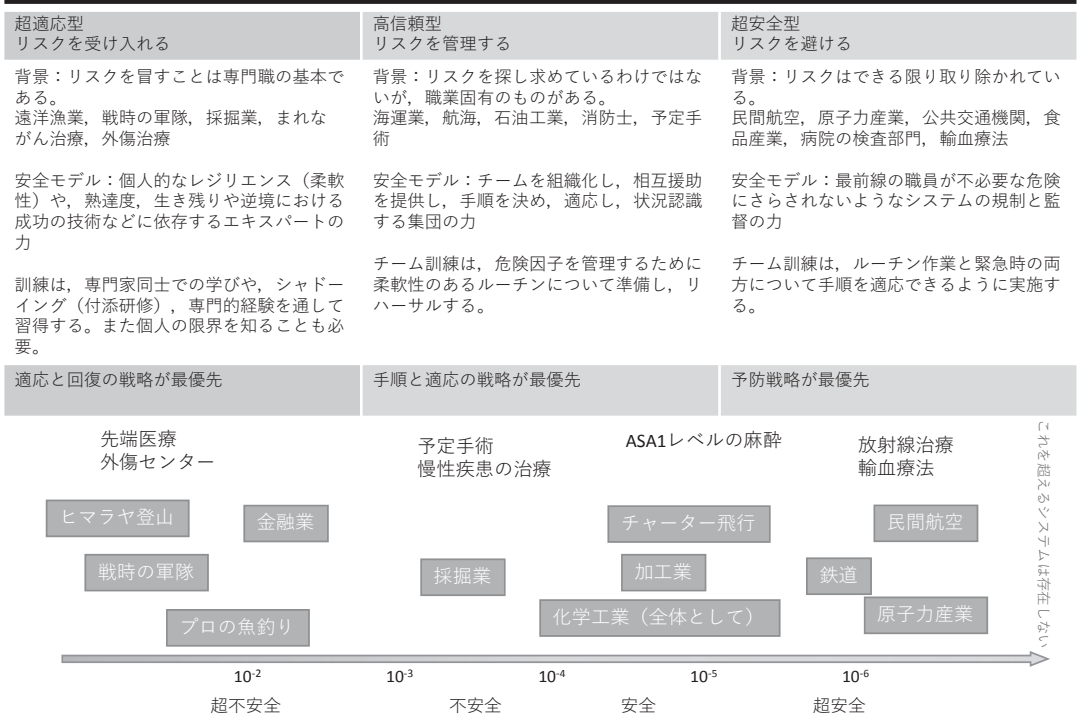 超適応型
リスクを受け入れる
高信頼型
リスクを管理する
超安全型
リスクを避ける
背景：リスクを冒すことは専門職の基本で
ある。
遠洋漁業，戦時の軍隊，採掘業，まれな
がん治療，外傷治療
安全モデル：個人的なレジリエンス（柔軟
性）や，熟達度，生き残りや逆境における
成功の技術などに依存するエキスパートの
力
訓練は，専門家同士での学びや，シャドー
イング（付添研修），専門的経験を通して
習得する。また個人の限界を知ることも必
要。
背景：リスクを探し求めているわけではな
いが，職業固有のものがある。
海運業，航海，石油工業，消防士，予定手
術
安全モデル：チームを組織化し，相互援助
を提供し，手順を決め，適応し，状況認識
する集団の力
チーム訓練は，危険因子を管理するために
柔軟性のあるルーチンについて準備し，リ
ハーサルする。
背景：リスクはできる限り取り除かれてい
る。
民間航空，原子力産業，公共交通機関，食
品産業，病院の検査部門，輸血療法
安全モデル：最前線の職員が不必要な危険
にさらされないようなシステムの規制と監
督の力
チーム訓練は，ルーチン作業と緊急時の両
方について手順を適応できるように実施す
る。
適応と回復の戦略が最優先
手順と適応の戦略が最優先
予防戦略が最優先
先端医療
外傷センター
予定手術
慢性疾患の治療
ASA1レベルの麻酔
放射線治療
輸血療法
これを超えるシステムは存在しない
ヒマラヤ登山
金融業
チャーター飛行
民間航空
戦時の軍隊
採掘業
加工業
鉄道
プロの魚釣り
化学工業（全体として）
原子力産業
10-2
10-3
10-4
10-5
10-6
超不安全
不安全
安全
超安全